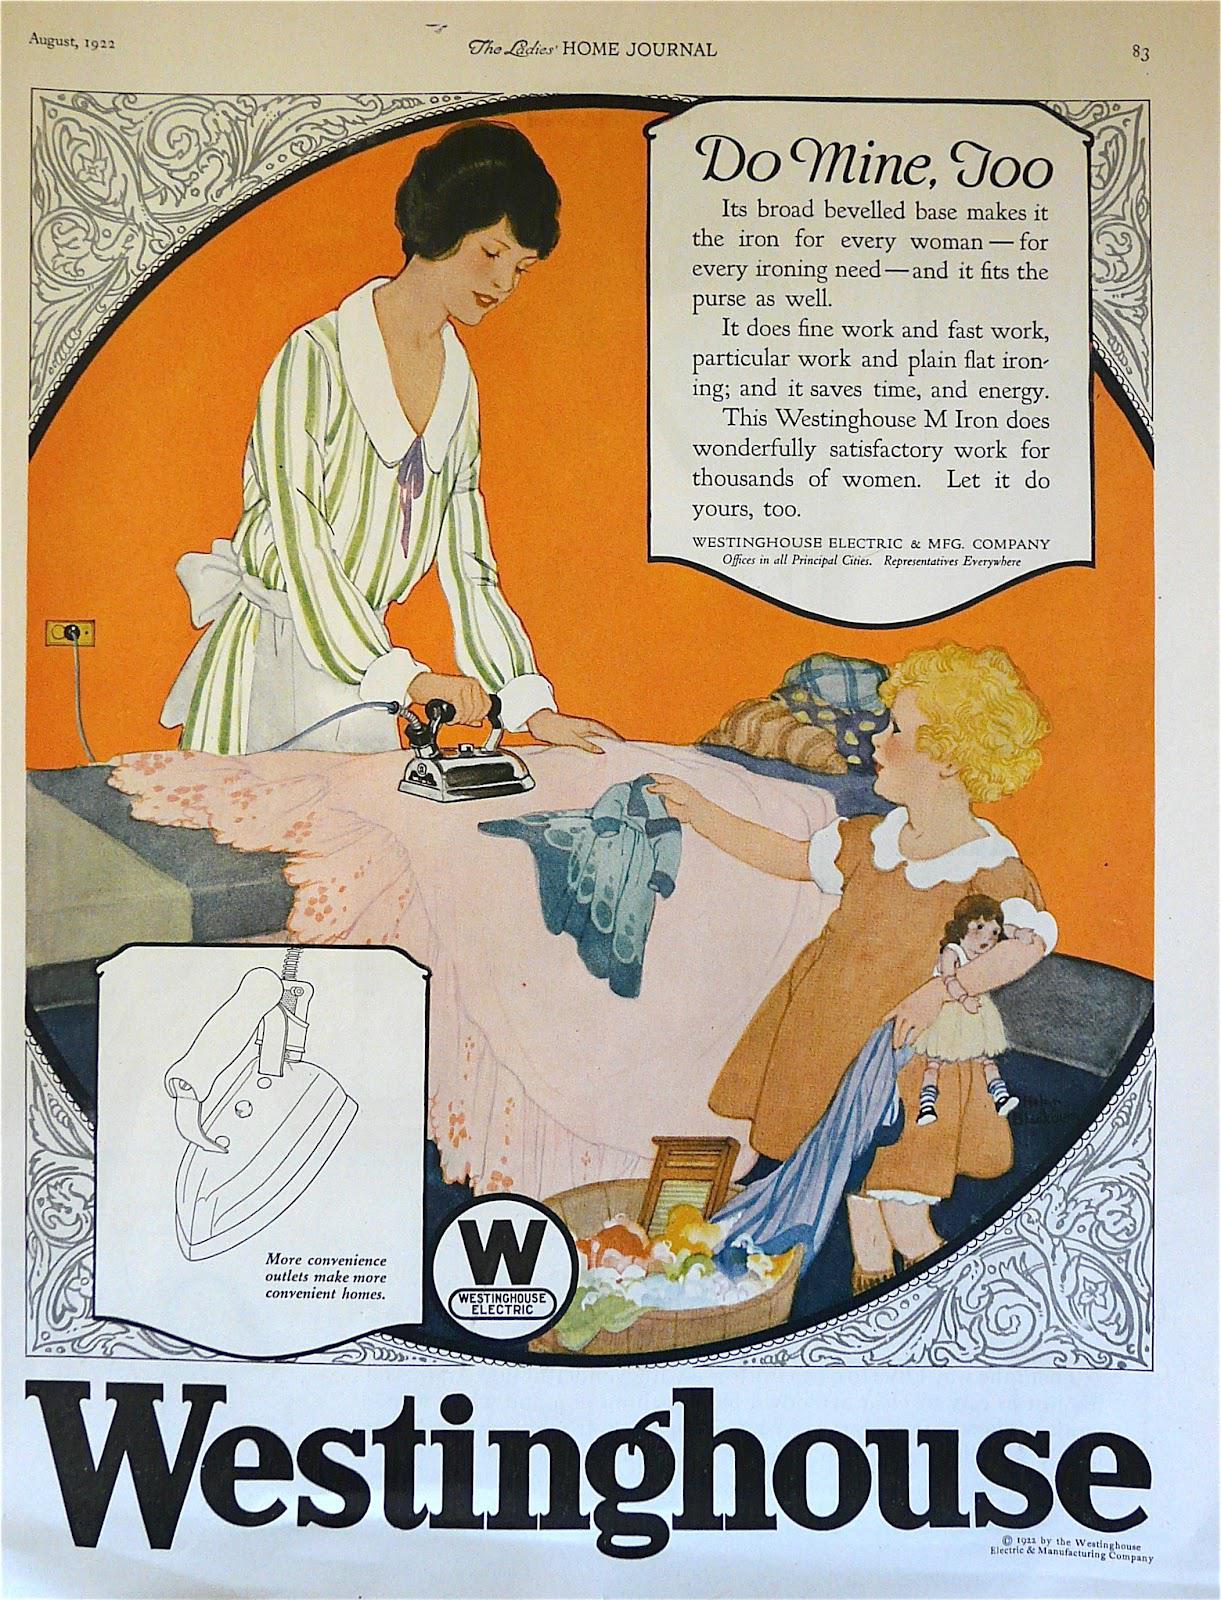 August, 1922
The Ladies' HOME JOURNAL
83
Do Mine, Too
Its broad bevelled base makes it
the iron for every woman — for
every ironing need — and it fits the
purse as well.
It does fine work and fast work,
particular work and plain flat iron-
ing; and it saves time, and energy.
This Westinghouse M Iron does
wonderfully satisfactory work for
thousands of women. Let it do
yours, too.
WESTINGHOUSE ELECTRIC & MFG. COMPANY
Offices in all Principal Cities. Representatives Everywhere
Helen
More convenience
outlets make more
convenient homes.
W
WESTINGHOUSE
ELECTRIC
Westinghouse
© 1922 by the Westinghouse
Electric & Manufacturing Company